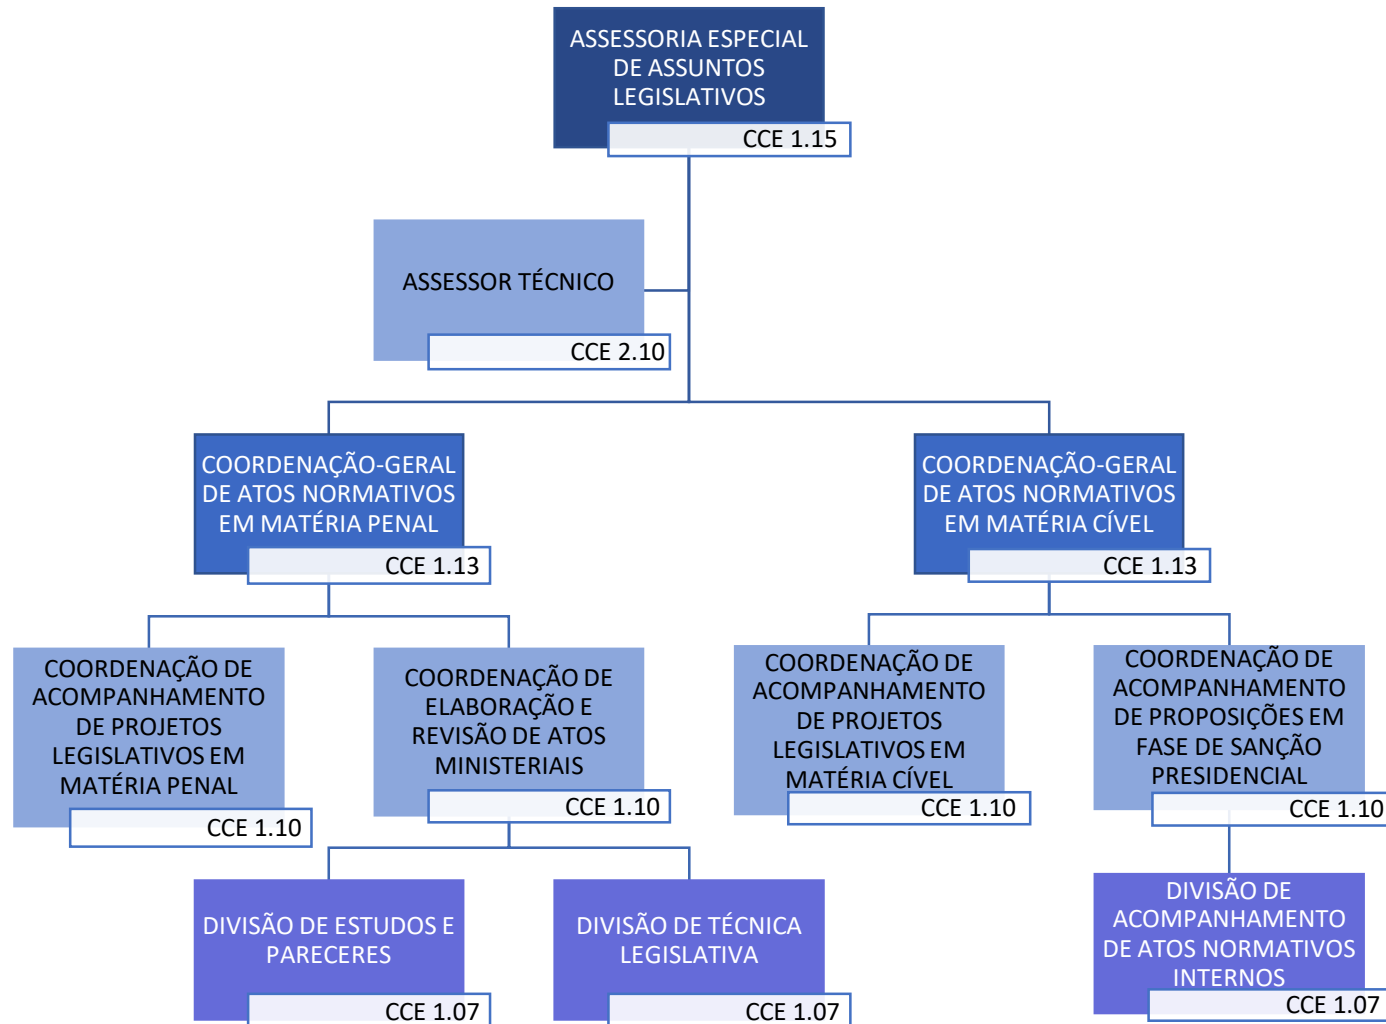 ASSESSORIA ESPECIAL
DE ASSUNTOS
LEGISLATIVOS
CCE 1.15
ASSESSOR TÉCNICO
CCE 2.10
COORDENAÇÃO-GERAL
DE ATOS NORMATIVOS
EM MATÉRIA PENAL
CCE 1.13
COORDENAÇÃO-GERAL
DE ATOS NORMATIVOS
EM MATÉRIA CÍVEL
CCE 1.13
COORDENAÇÃO DE
ACOMPANHAMENTO
DE PROJETOS
LEGISLATIVOS EM
MATÉRIA PENAL
CCE 1.10
COORDENAÇÃO DE
ELABORAÇÃO E
REVISÃO DE ATOS
MINISTERIAIS
CCE 1.10
COORDENAÇÃO DE
ACOMPANHAMENTO
DE PROJETOS
LEGISLATIVOS EM
MATÉRIA CÍVEL
CCE 1.10
COORDENAÇÃO DE
ACOMPANHAMENTO
DE PROPOSIÇÕES EM
FASE DE SANÇÃO
PRESIDENCIAL
CCE 1.10
DIVISÃO DE ESTUDOS E
PARECERES
CCE 1.07
DIVISÃO DE TÉCNICA
LEGISLATIVA
CCE 1.07
DIVISÃO DE
ACOMPANHAMENTO
DE ATOS NORMATIVOS
INTERNOS
CCE 1.07